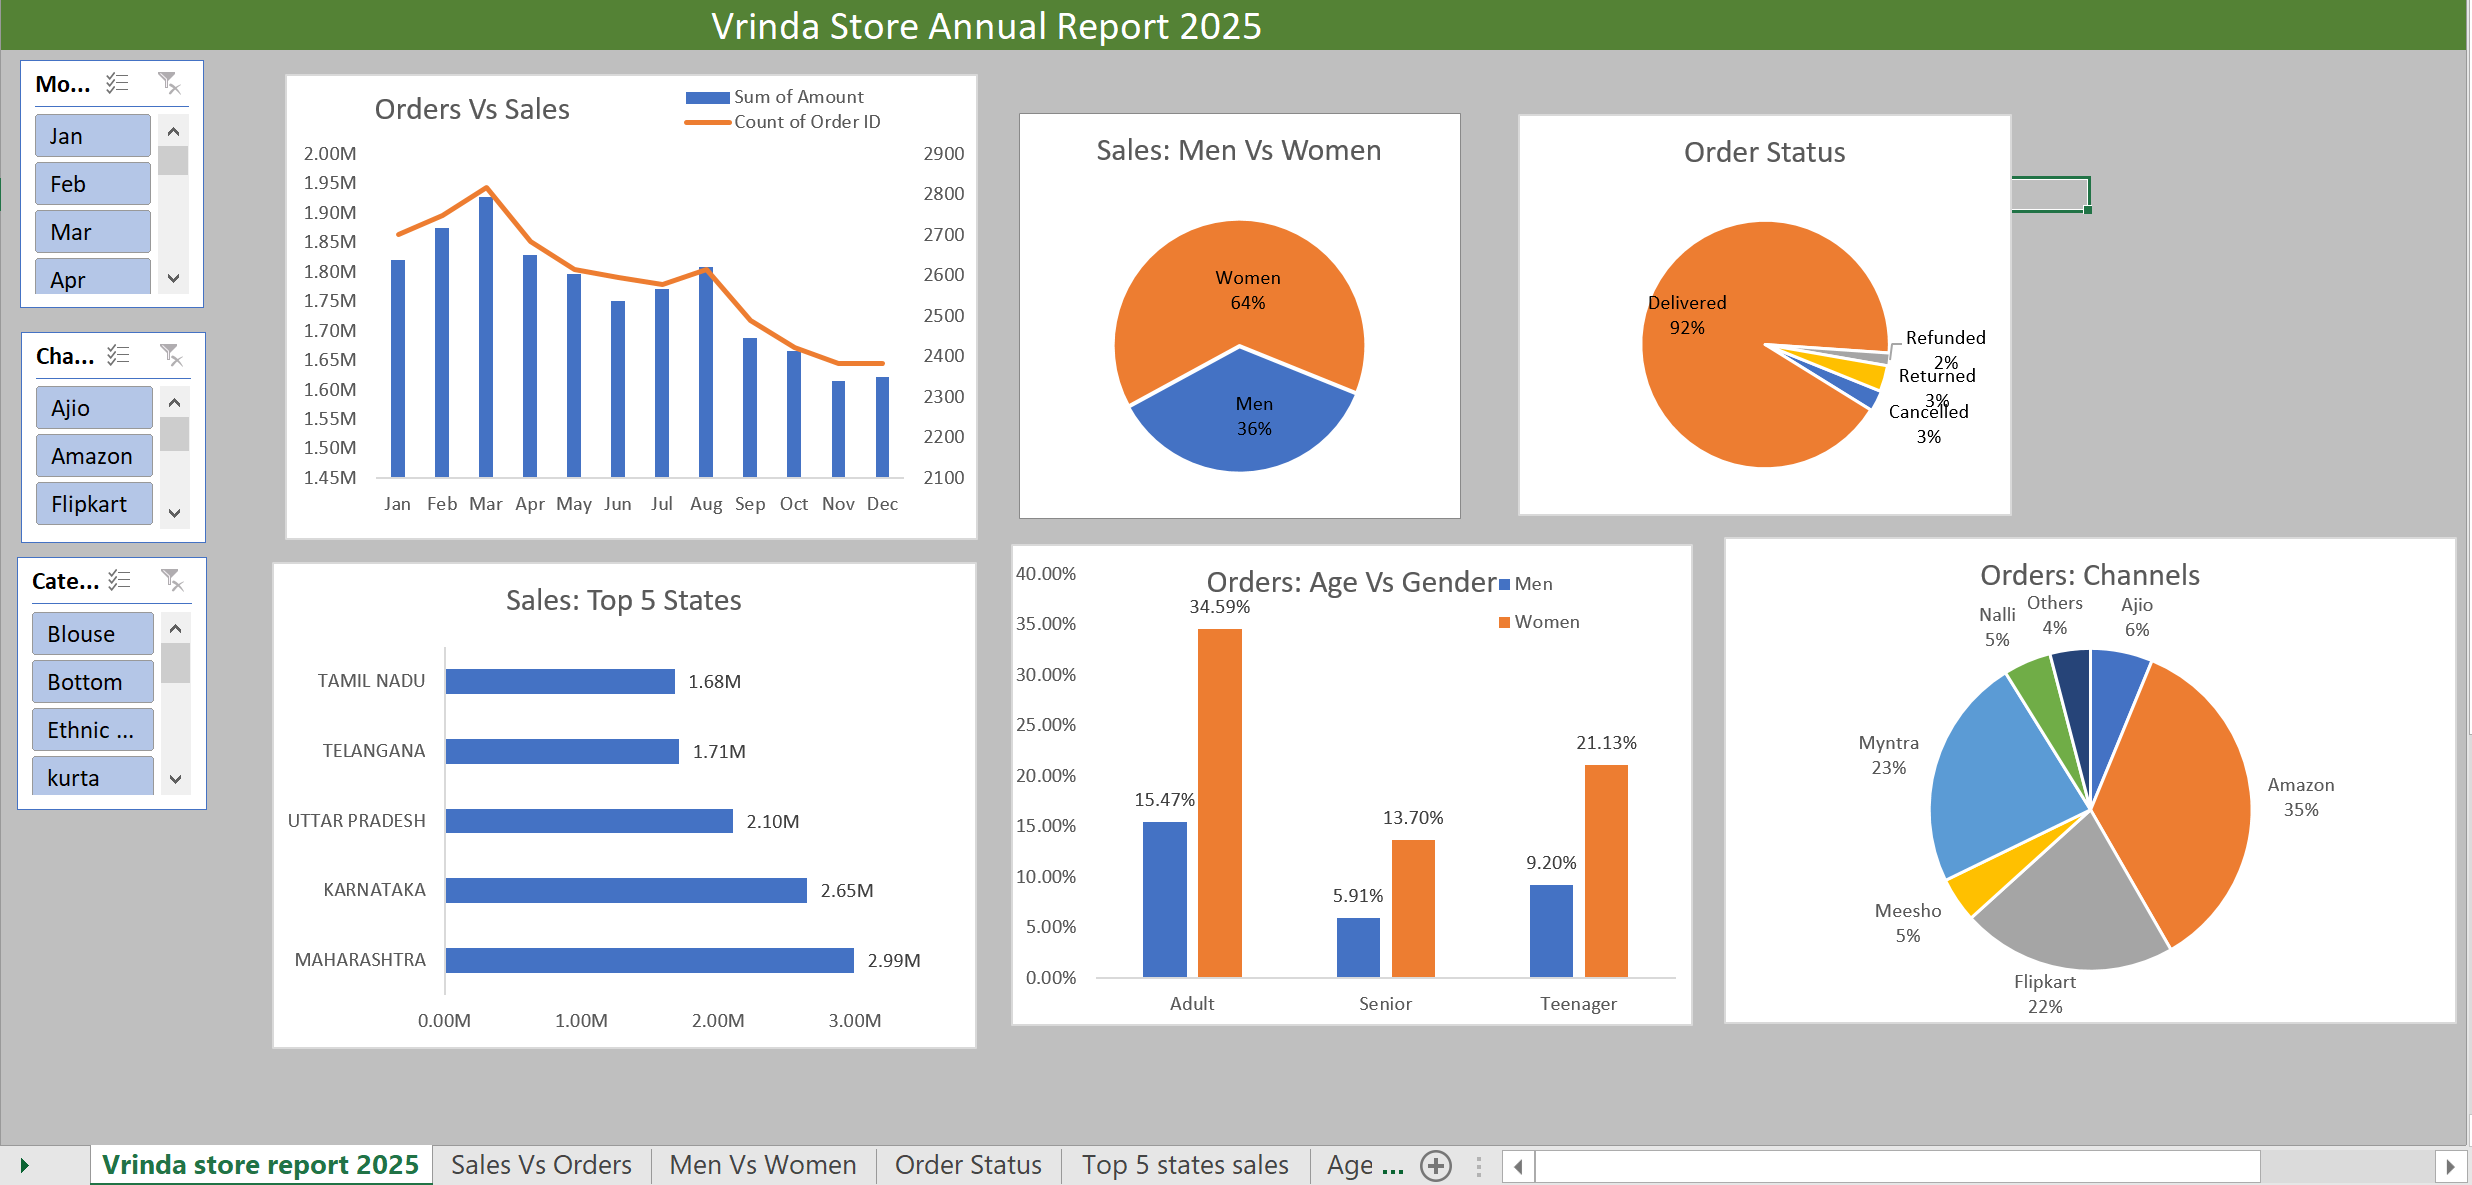 Vrinda Store Annual Report 2025
Mo...
Jan
Feb
Mar
Apr
Cha...
Ajio
Amazon
Flipkart
Cate...
Blouse
Bottom
Ethnic ...
kurta
Orders Vs Sales
Sum of Amount
Count of Order ID
2.00M
1.95M
1.90M
1.85M
1.80M
1.75M
1.70M
1.65M
1.60M
1.55M
1.50M
1.45M
2900
2800
2700
2600
2500
2400
2300
2200
2100
Jan Feb Mar Apr May Jun Jul Aug Sep Oct Nov Dec
Sales: Men Vs Women
Women
64%
Men
36%
Order Status
Delivered
92%
Refunded
2%
Returned
3%
Cancelled
3%
Sales: Top 5 States
TAMIL NADU 1.68M
TELANGANA 1.71M
UTTAR PRADESH 2.10M
KARNATAKA 2.65M
MAHARASHTRA 2.99M
0.00M 1.00M 2.00M 3.00M
Orders: Age Vs Gender
Men
Women
40.00%
35.00%
30.00%
25.00%
20.00%
15.00%
10.00%
5.00%
0.00%
34.59%
15.47%
13.70%
5.91%
21.13%
9.20%
Adult Senior Teenager
Orders: Channels
Nalli
5%
Others
4%
Ajio
6%
Myntra
23%
Amazon
35%
Meesho
5%
Flipkart
22%
Vrinda store report 2025 Sales Vs Orders Men Vs Women Order Status Top 5 states sales Age ...